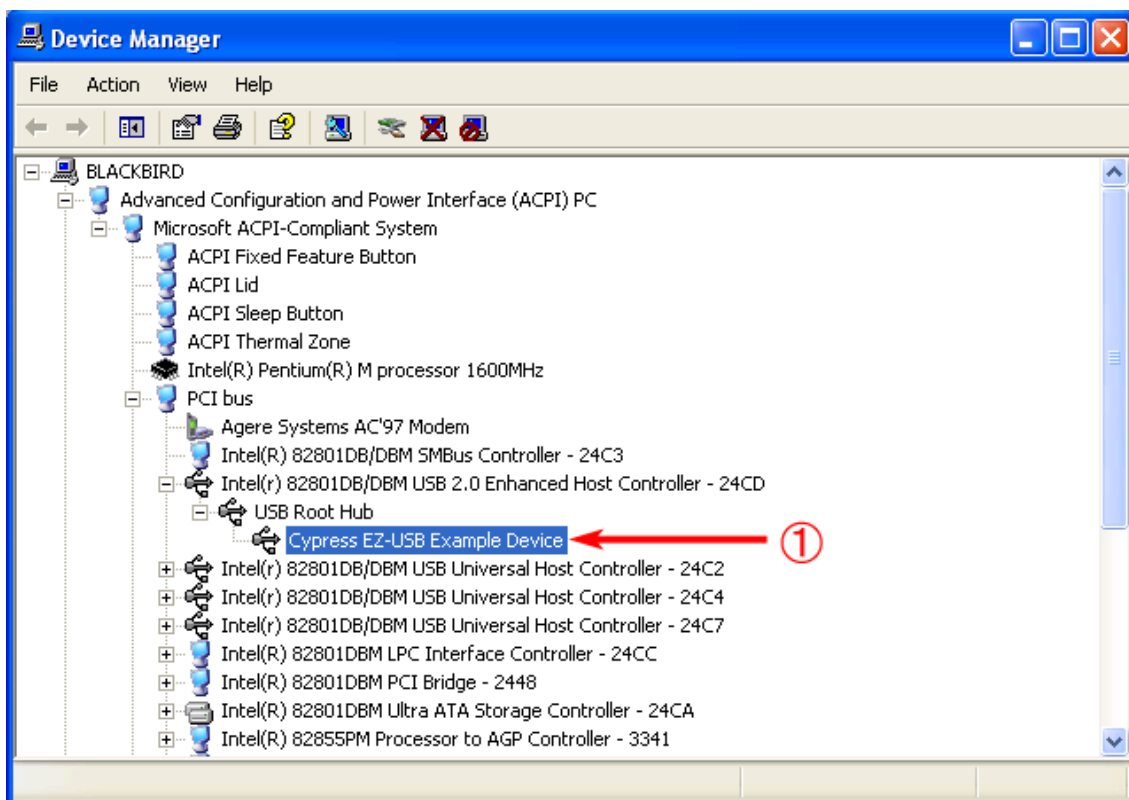 Device Manager
File Action View Help
BLACKBIRD
Advanced Configuration and Power Interface (ACPI) PC
Microsoft ACPI-Compliant System
ACPI Fixed Feature Button
ACPI Lid
ACPI Sleep Button
ACPI Thermal Zone
Intel(R) Pentium(R) M processor 1600MHz
PCI bus
Agere Systems AC'97 Modem
Intel(R) 82801DB/DBM SMBus Controller - 24C3
Intel(r) 82801DB/DBM USB 2.0 Enhanced Host Controller - 24CD
USB Root Hub
Cypress EZ-USB Example Device ①
Intel(r) 82801DB/DBM USB Universal Host Controller - 24C2
Intel(r) 82801DB/DBM USB Universal Host Controller - 24C4
Intel(r) 82801DB/DBM USB Universal Host Controller - 24C7
Intel(R) 82801DBM LPC Interface Controller - 24CC
Intel(R) 82801DBM PCI Bridge - 2448
Intel(R) 82801DBM Ultra ATA Storage Controller - 24CA
Intel(R) 82855PM Processor to AGP Controller - 3341